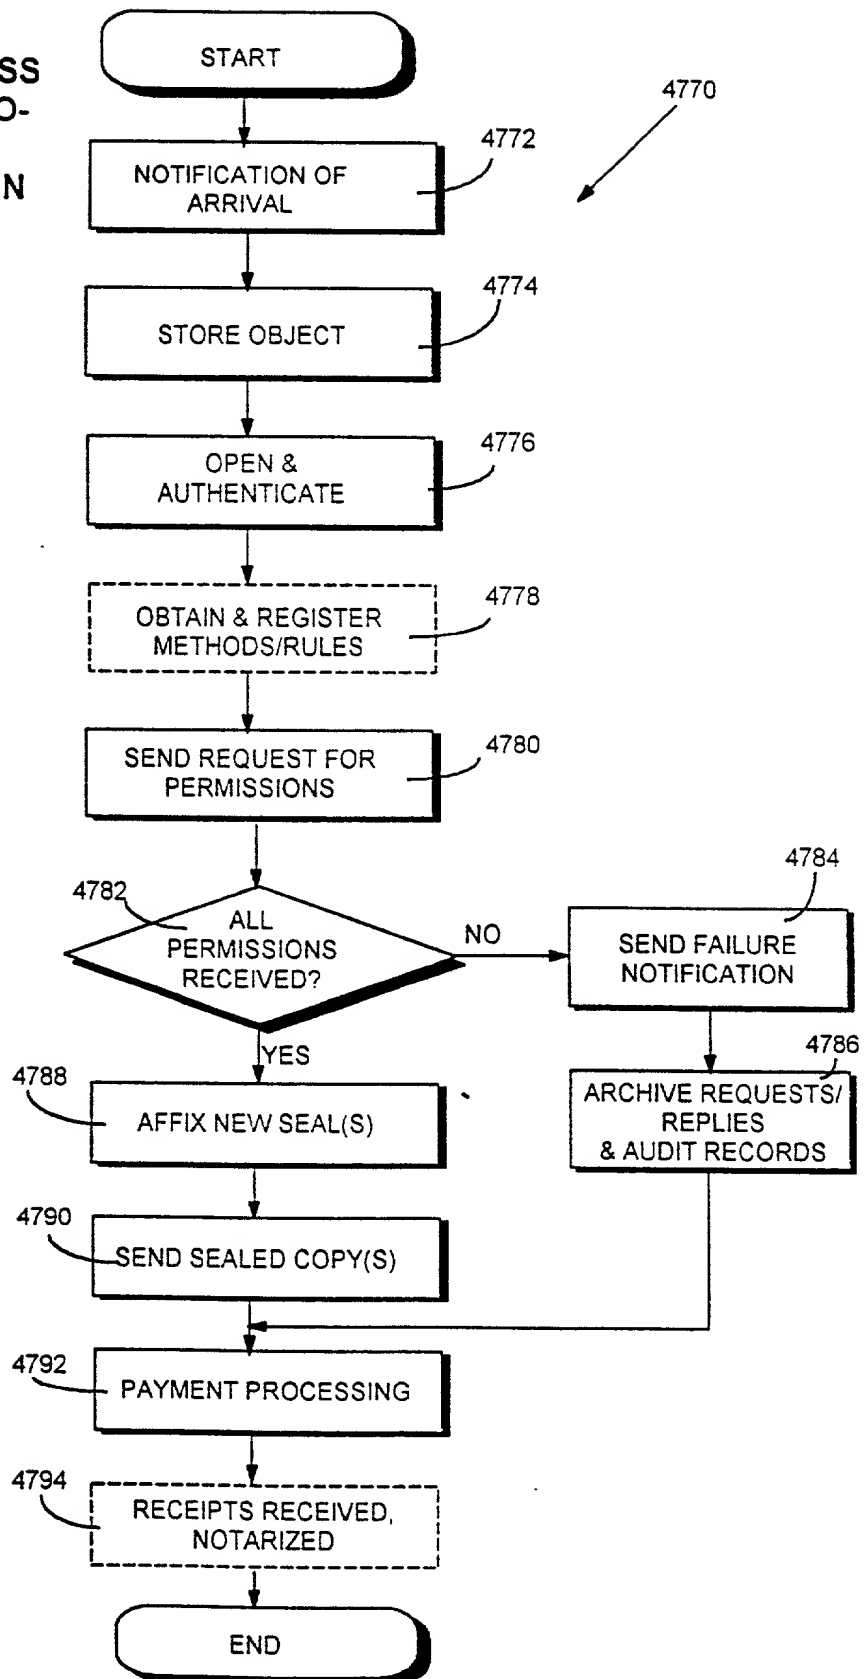 SS
O-
N
START
4770
4772
NOTIFICATION OF
ARRIVAL
4774
STORE OBJECT
4776
OPEN &
AUTHENTICATE
4778
OBTAIN & REGISTER
METHODS/RULES
4780
SEND REQUEST FOR
PERMISSIONS
4782
ALL
PERMISSIONS
RECEIVED?
NO
4784
SEND FAILURE
NOTIFICATION
YES
4786
ARCHIVE REQUESTS/
REPLIES
& AUDIT RECORDS
4788
AFFIX NEW SEAL(S)
4790
SEND SEALED COPY(S)
4792
PAYMENT PROCESSING
4794
RECEIPTS RECEIVED,
NOTARIZED
END